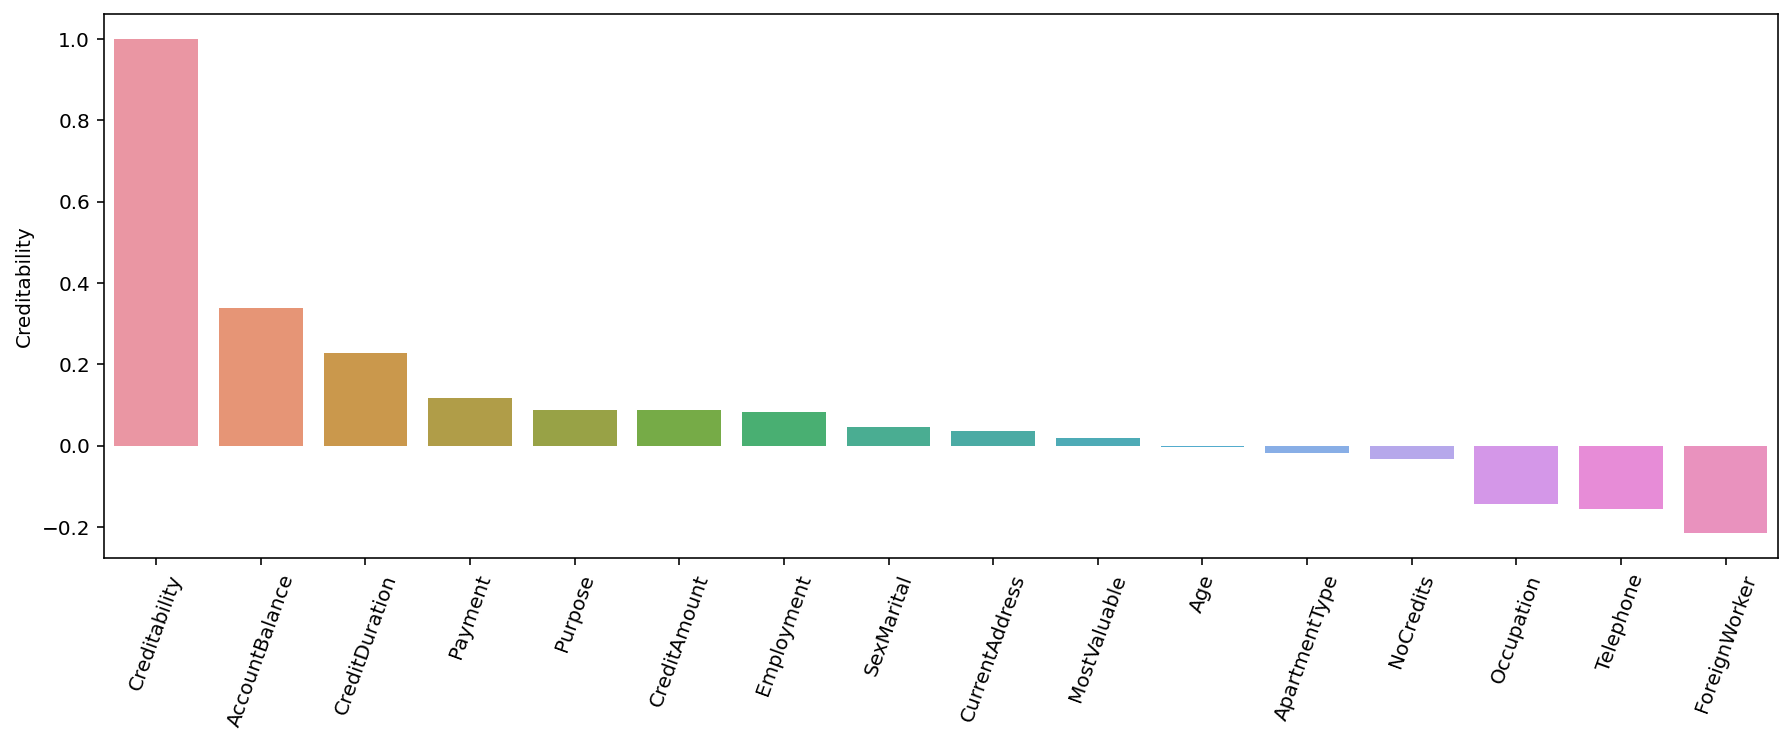 Creditability
1.0
0.8
0.6
0.4
0.2
0.0
−0.2
Creditability
AccountBalance
CreditDuration
Payment
Purpose
CreditAmount
Employment
SexMarital
CurrentAddress
MostValuable
Age
ApartmentType
NoCredits
Occupation
Telephone
ForeignWorker